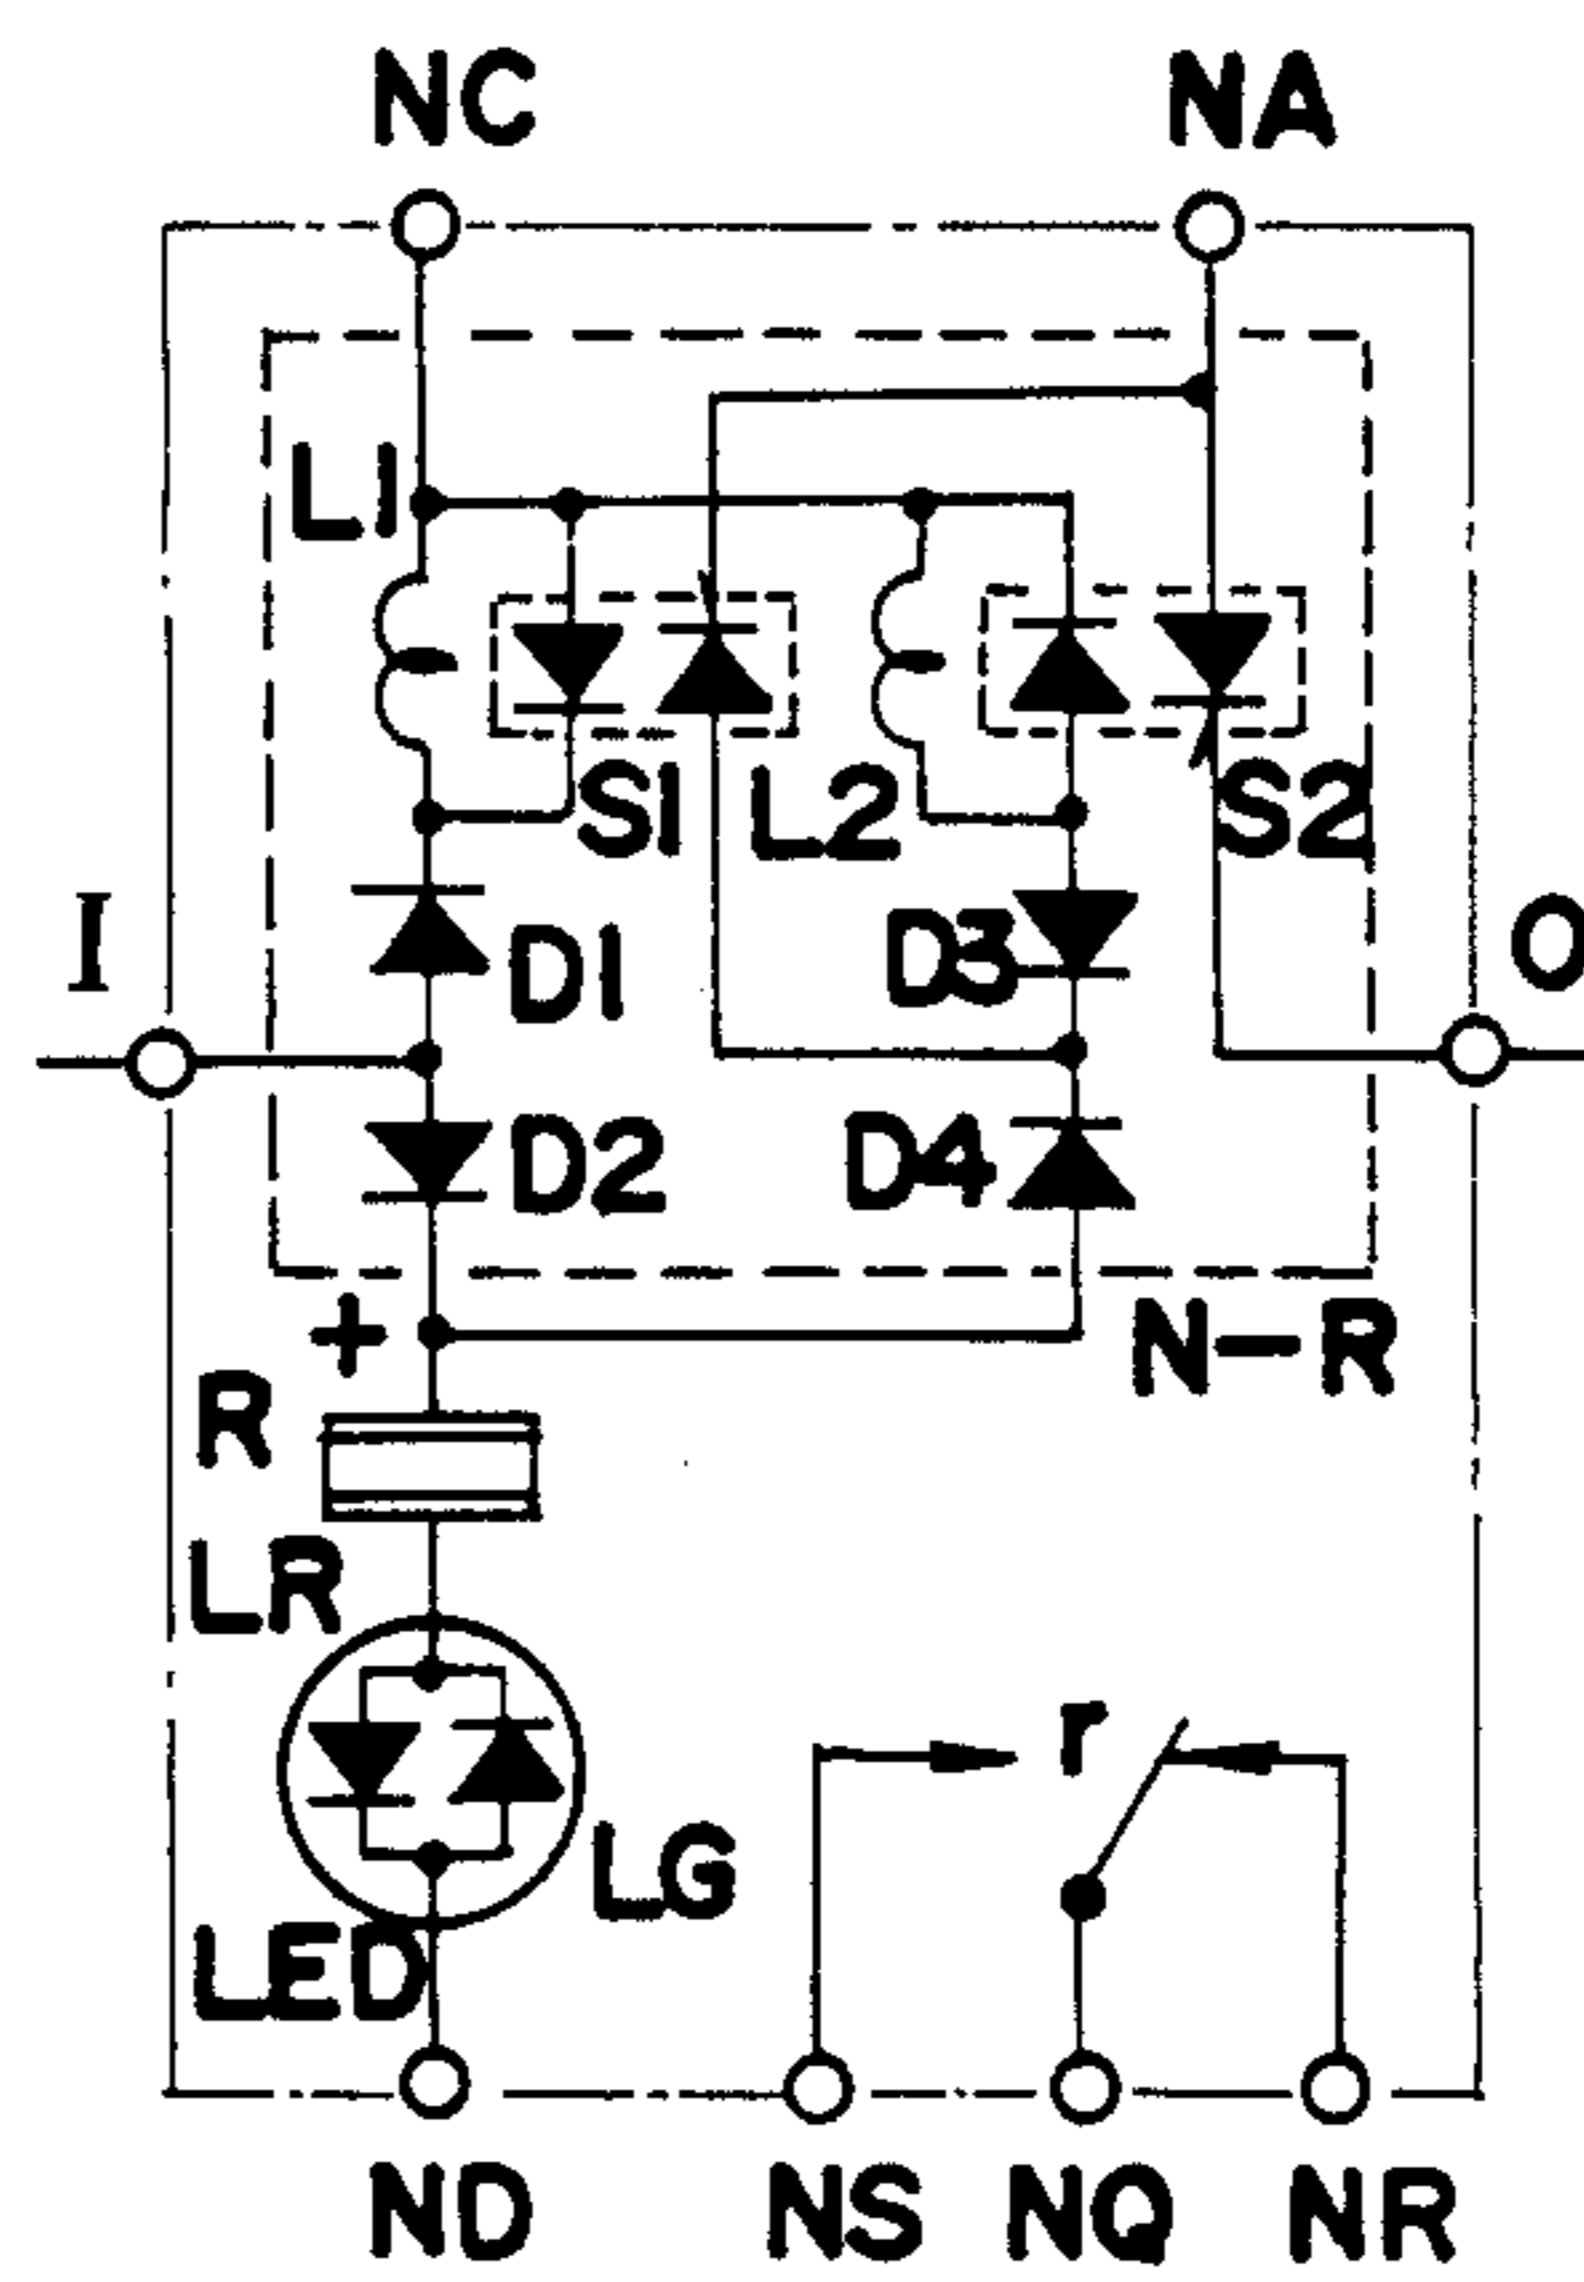 NC NA
L1
S1 L2 S2
I D1 D3 O
D2 D4
+ N-R
R
LR
r
LG
LED
ND NS NQ NR